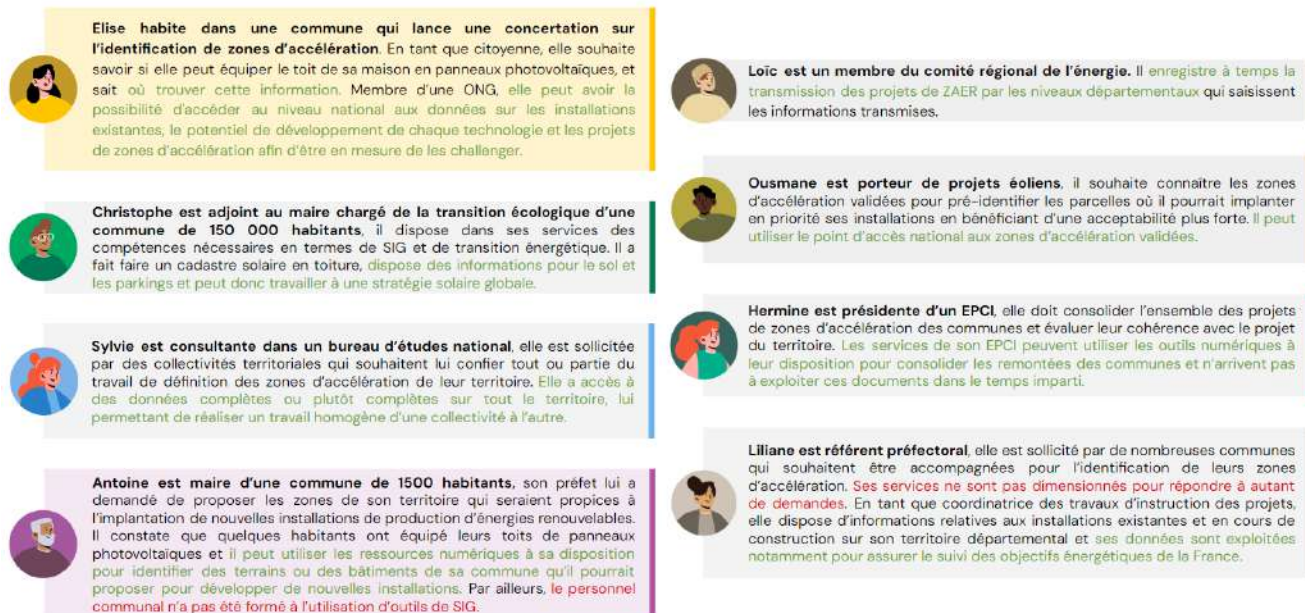 Elise habite dans une commune qui lance une concertation sur
l'identification de zones d'accélération. En tant que citoyenne, elle souhaite
savoir si elle peut équiper le toit de sa maison en panneaux photovoltaïques, et
sait où trouver cette information. Membre d'une ONG, elle peut avoir la
possibilité d'accéder au niveau national aux données sur les installations
existantes, le potentiel de développement de chaque technologie et les projets
de zones d'accélération afin d'être en mesure de les challenger.
Christophe est adjoint au maire chargé de la transition écologique d'une
commune de 150 000 habitants, il dispose dans ses services des
compétences nécessaires en termes de SIG et de transition énergétique. Il a
fait faire un cadastre solaire en toiture, dispose des informations pour le sol et
les parkings et peut donc travailler à une stratégie solaire globale.
Sylvie est consultante dans un bureau d'études national, elle est sollicitée
par des collectivités territoriales qui souhaitent lui confier tout ou partie du
travail de définition des zones d'accélération de leur territoire. Elle a accès à
des données complètes ou plutôt complètes sur tout le territoire, lui
permettant de réaliser un travail homogène d'une collectivité à l'autre.
Antoine est maire d'une commune de 1500 habitants, son préfet lui a
demandé de proposer les zones de son territoire qui seraient propices à
l'implantation de nouvelles installations de production d'énergies renouvelables.
Il constate que quelques habitants ont équipé leurs toits de panneaux
photovoltaïques et il peut utiliser les ressources numériques à sa disposition
pour identifier des terrains ou des bâtiments de sa commune qu'il pourrait
proposer pour développer de nouvelles installations. Par ailleurs, le personnel
communal n'a pas été formé à l'utilisation d'outils de SIG.
Loïc est un membre du comité régional de l'énergie. Il enregistre à temps la
transmission des projets de ZAER par les niveaux départementaux qui saisissent
les informations transmises.
Ousmane est porteur de projets éoliens, il souhaite connaître les zones
d'accélération validées pour pré-identifier les parcelles où il pourrait implanter
en priorité ses installations en bénéficiant d'une acceptabilité plus forte. Il peut
utiliser le point d'accès national aux zones d'accélération validées.
Hermine est présidente d'un EPCI, elle doit consolider l'ensemble des projets
de zones d'accélération des communes et évaluer leur cohérence avec le projet
du territoire. Les services de son EPCI peuvent utiliser les outils numériques à
leur disposition pour consolider les remontées des communes et n'arrivent pas
à exploiter ces documents dans le temps imparti.
Liliane est référent préfectoral, elle est sollicité par de nombreuses communes
qui souhaitent être accompagnées pour l'identification de leurs zones
d'accélération. Ses services ne sont pas dimensionnés pour répondre à autant
de demandes. En tant que coordinatrice des travaux d'instruction des projets,
elle dispose d'informations relatives aux installations existantes et en cours de
construction sur son territoire départemental et ses données sont exploitées
notamment pour assurer le suivi des objectifs énergétiques de la France.